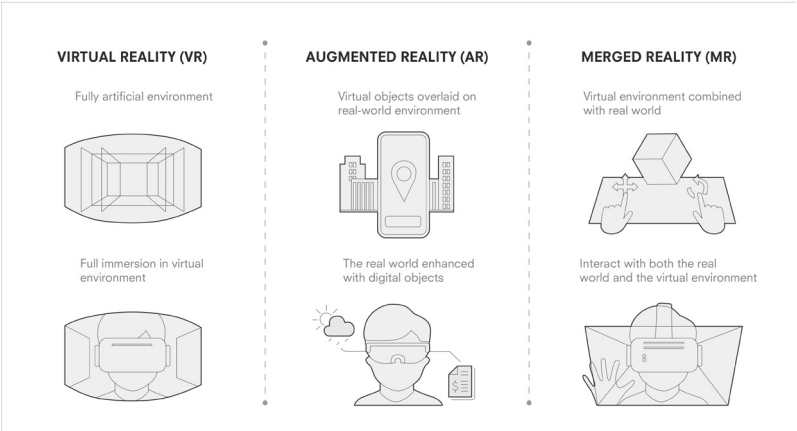 VIRTUAL REALITY (VR)
Fully artificial environment
Full immersion in virtual
environment
AUGMENTED REALITY (AR)
Virtual objects overlaid on
real-world environment
The real world enhanced
with digital objects
$
MERGED REALITY (MR)
Virtual environment combined
with real world
Interact with both the real
world and the virtual environment